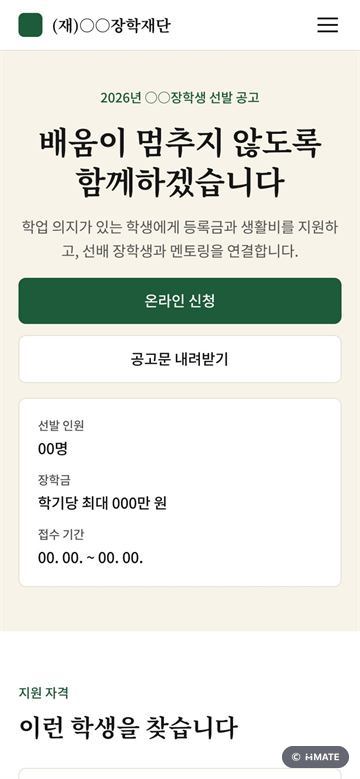 (재)○○장학재단
2026년 ○○장학생 선발 공고
배움이 멈추지 않도록
함께하겠습니다
학업 의지가 있는 학생에게 등록금과 생활비를 지원하
고, 선배 장학생과 멘토링을 연결합니다.
온라인 신청
공고문 내려받기
선발 인원
00명
장학금
학기당 최대 000만 원
접수 기간
00. 00. ~ 00. 00.
지원 자격
이런 학생을 찾습니다
© HMATE